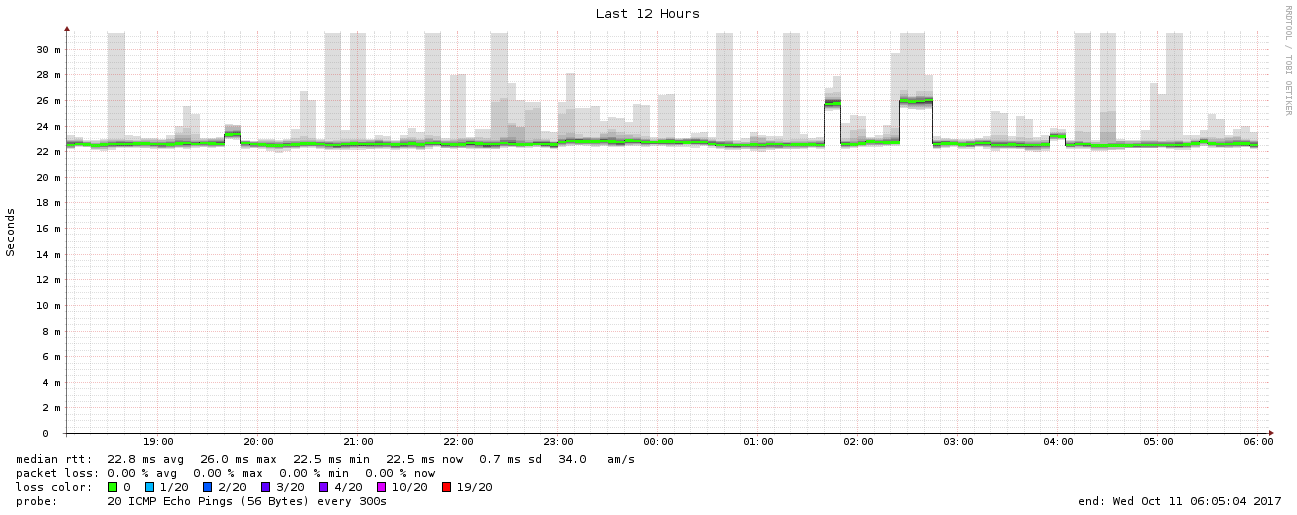 Last 12 Hours
RRDTOOL / TOBI OETIKER
Seconds
30 m
28 m
26 m
24 m
22 m
20 m
18 m
16 m
14 m
12 m
10 m
8 m
6 m
4 m
2 m
0
19:00 20:00 21:00 22:00 23:00 00:00 01:00 02:00 03:00 04:00 05:00 06:00
median rtt: 22.8 ms avg 26.0 ms max 22.5 ms min 22.5 ms now 0.7 ms sd 34.0 am/s
packet loss: 0.00 % avg 0.00 % max 0.00 % min 0.00 % now
loss color: 0 1/20 2/20 3/20 4/20 10/20 19/20
probe: 20 ICMP Echo Pings (56 Bytes) every 300s end: Wed Oct 11 06:05:04 2017